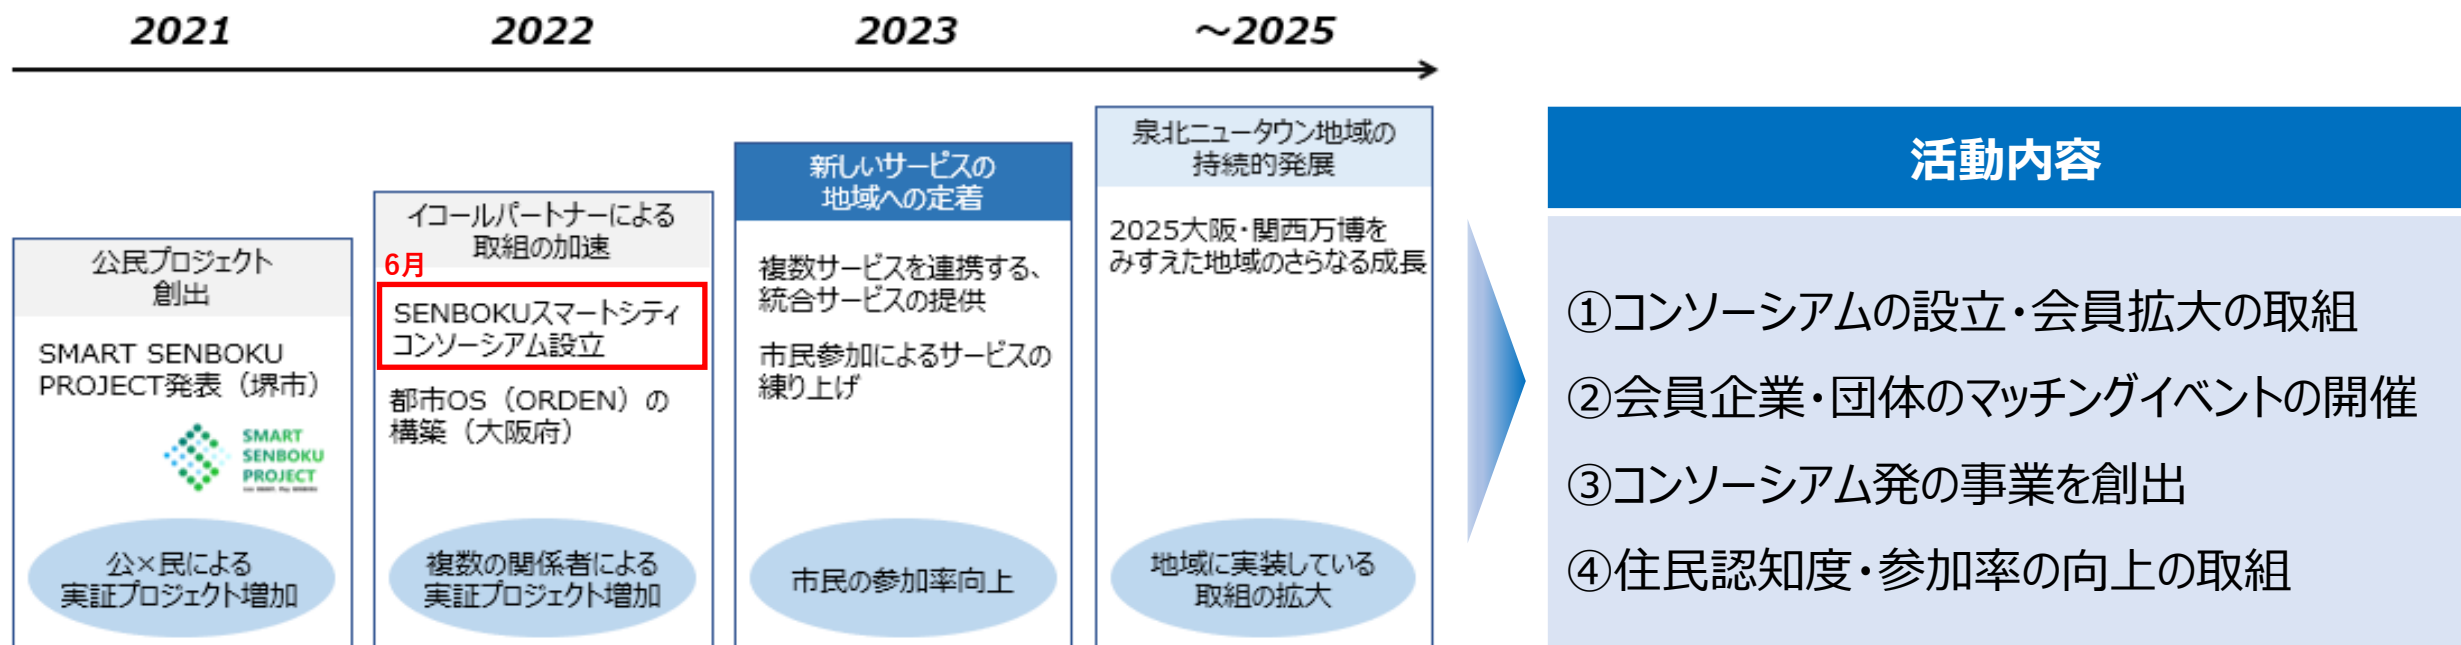 2021
2022
2023
～2025
公民プロジェクト
創出
SMART SENBOKU
PROJECT発表（堺市）
SMART
SENBOKU
PROJECT
公×民による
実証プロジェクト増加
イコールパートナーによる
取組の加速
6月
SENBOKUスマートシティ
コンソーシアム設立
都市OS（ORDEN）の
構築（大阪府）
複数の関係者による
実証プロジェクト増加
新しいサービスの
地域への定着
複数サービスを連携する、
統合サービスの提供
市民参加によるサービスの
練り上げ
市民の参加率向上
泉北ニュータウン地域の
持続的発展
2025大阪・関西万博を
みすえた地域のさらなる成長
地域に実装している
取組の拡大
活動内容
①コンソーシアムの設立・会員拡大の取組
②会員企業・団体のマッチングイベントの開催
③コンソーシアム発の事業を創出
④住民認知度・参加率の向上の取組